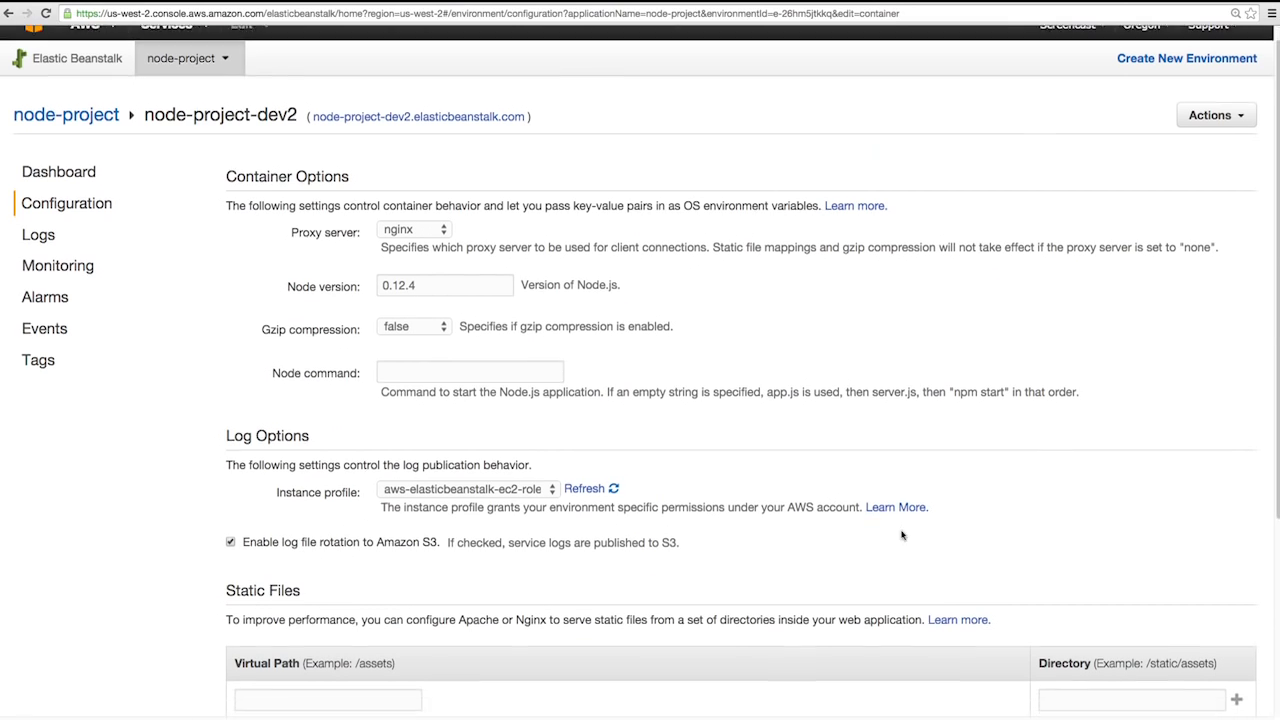 https://us-west-2.console.aws.amazon.com/elasticbeanstalk/home?region=us-west-2#/environment/configuration?applicationName=node-project&environmentId=e-26hm5jtkkq&edit=container
AWS Services Edit Screencast Oregon Support
Elastic Beanstalk node-project Create New Environment
node-project node-project-dev2 ( node-project-dev2.elasticbeanstalk.com ) Actions
Dashboard
Configuration
Logs
Monitoring
Alarms
Events
Tags
Container Options
The following settings control container behavior and let you pass key-value pairs in as OS environment variables. Learn more.
Proxy server: nginx
Specifies which proxy server to be used for client connections. Static file mappings and gzip compression will not take effect if the proxy server is set to "none".
Node version: 0.12.4 Version of Node.js.
Gzip compression: false Specifies if gzip compression is enabled.
Node command:
Command to start the Node.js application. If an empty string is specified, app.js is used, then server.js, then "npm start" in that order.
Log Options
The following settings control the log publication behavior.
Instance profile: aws-elasticbeanstalk-ec2-role Refresh
The instance profile grants your environment specific permissions under your AWS account. Learn More.
Enable log file rotation to Amazon S3. If checked, service logs are published to S3.
Static Files
To improve performance, you can configure Apache or Nginx to serve static files from a set of directories inside your web application. Learn more.
Virtual Path (Example: /assets) Directory (Example: /static/assets)